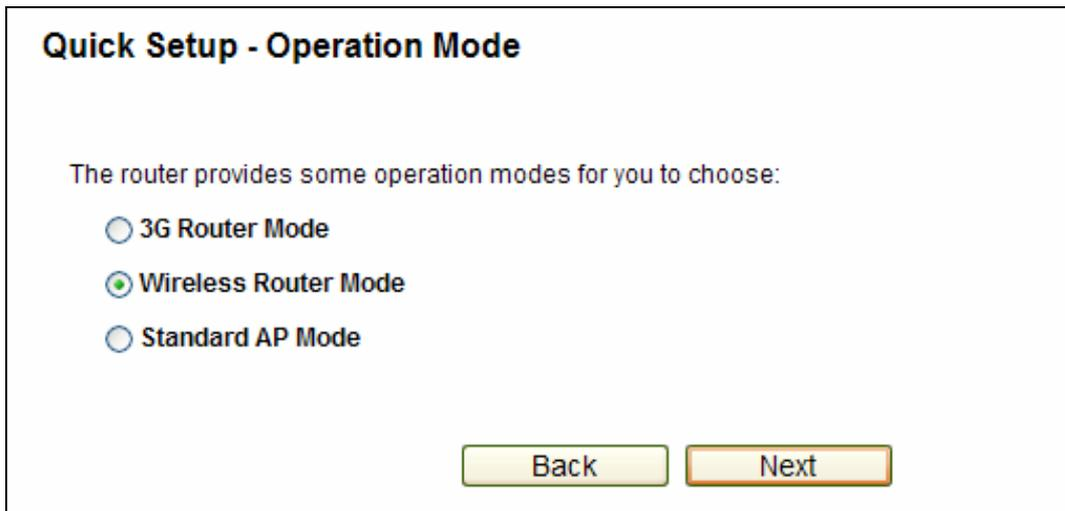 Quick Setup - Operation Mode
The router provides some operation modes for you to choose:
3G Router Mode
Wireless Router Mode
Standard AP Mode
Back Next